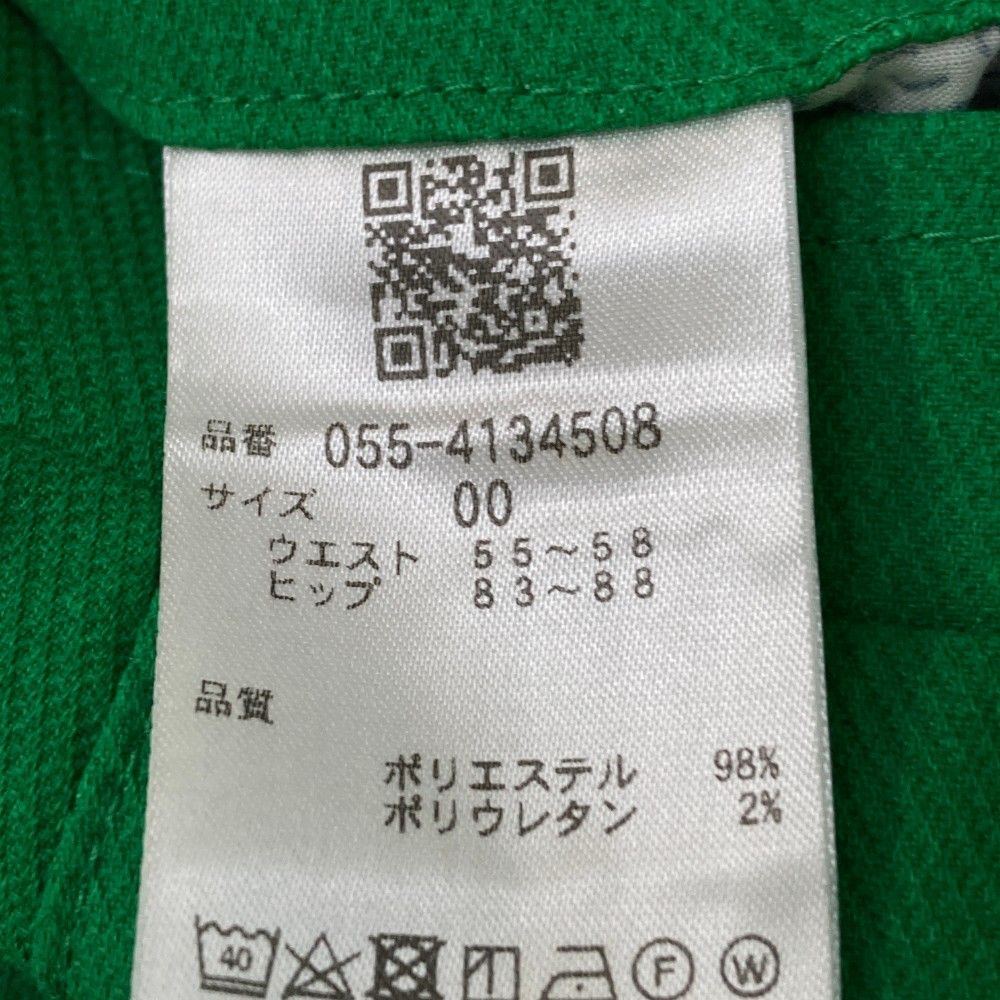 品番 055-4134508
サイズ 00
ウエスト 55～58
ヒップ 83～88
品質
ポリエステル 98%
ポリウレタン 2%
40 F W